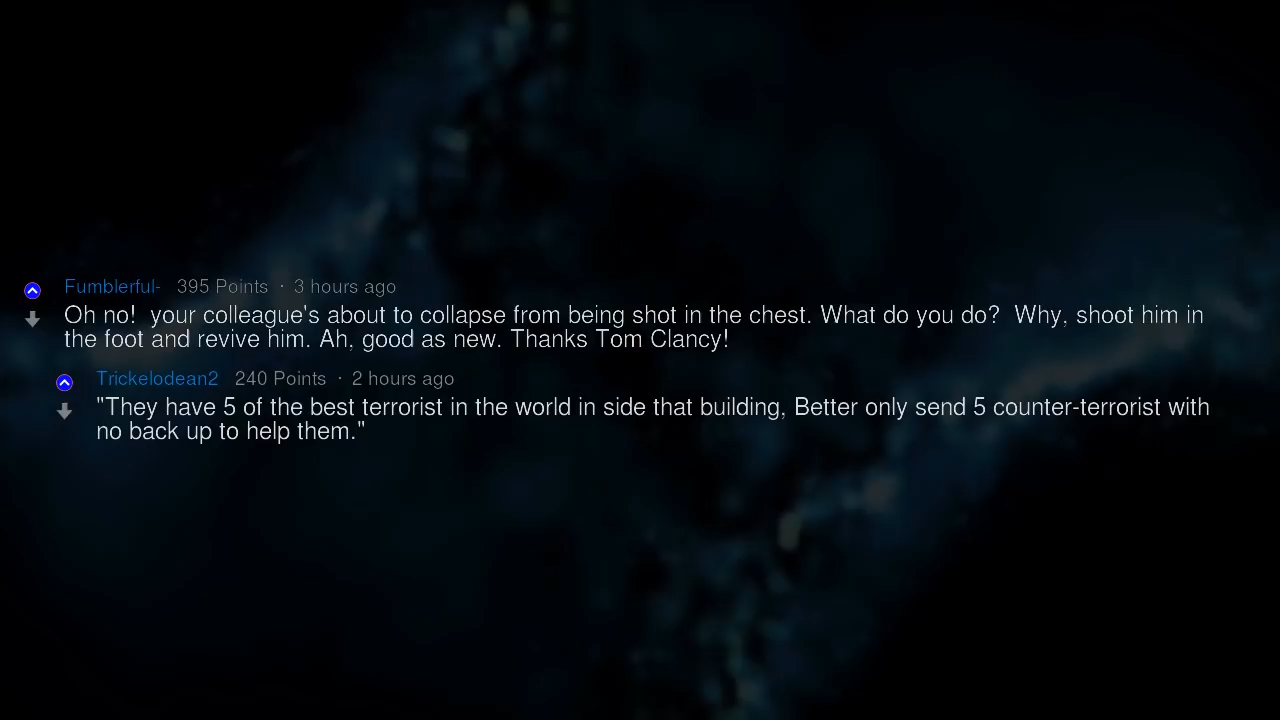 Fumblerful- 395 Points · 3 hours ago
Oh no!  your colleague's about to collapse from being shot in the chest. What do you do?  Why, shoot him in
the foot and revive him. Ah, good as new. Thanks Tom Clancy!
Trickelodean2 240 Points · 2 hours ago
"They have 5 of the best terrorist in the world in side that building, Better only send 5 counter-terrorist with
no back up to help them."